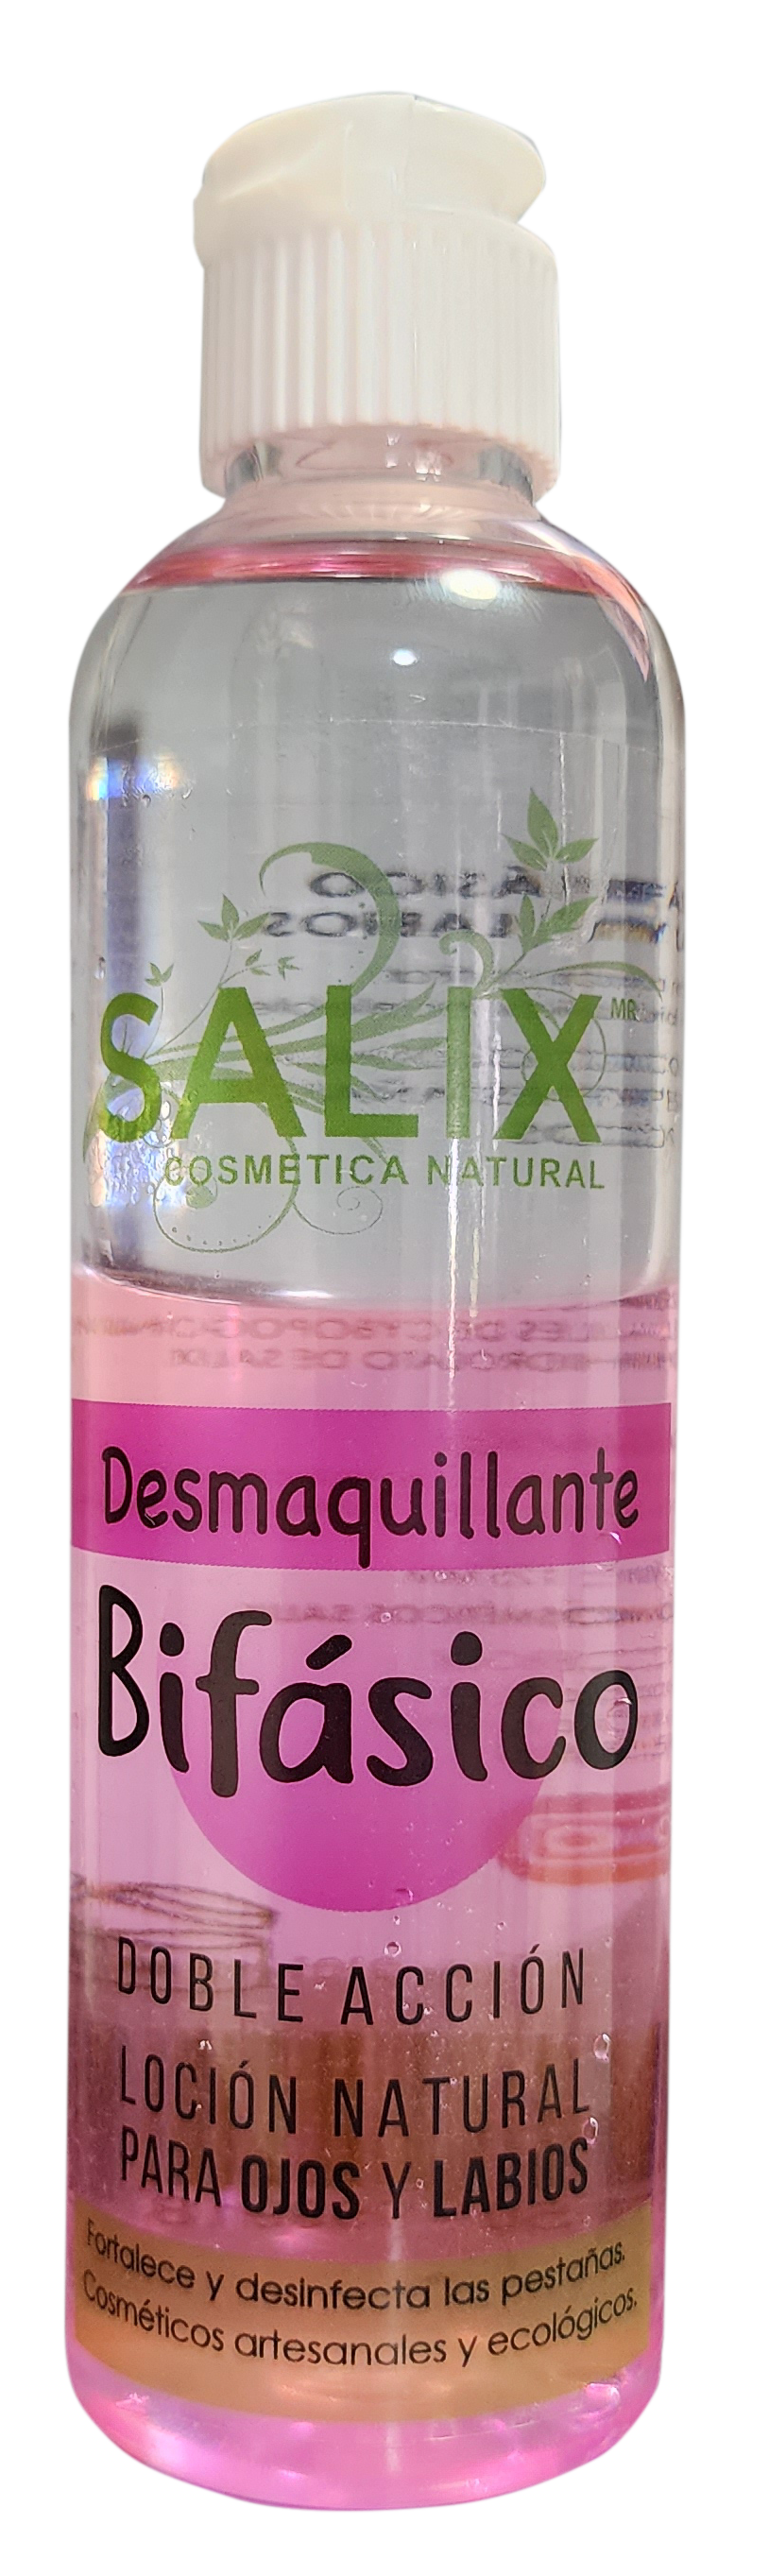 SALIX MR
COSMÉTICA NATURAL
Desmaquillante
Bifásico
DOBLE ACCIÓN
LOCIÓN NATURAL
PARA OJOS Y LABIOS
Fortalece y desinfecta las pestañas.
Cosméticos artesanales y ecológicos.